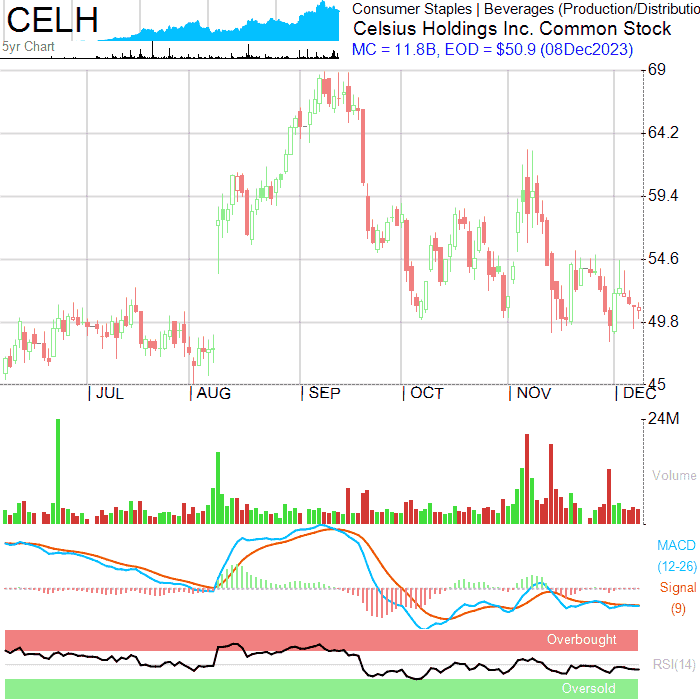 CELH
5yr Chart
Consumer Staples | Beverages (Production/Distributio
Celsius Holdings Inc. Common Stock
MC = 11.8B, EOD = $50.9 (08Dec2023)
69
64.2
59.4
54.6
49.8
45
JUL AUG SEP OCT NOV DEC
24M
Volume
MACD
(12-26)
Signal
(9)
Overbought
RSI(14)
Oversold